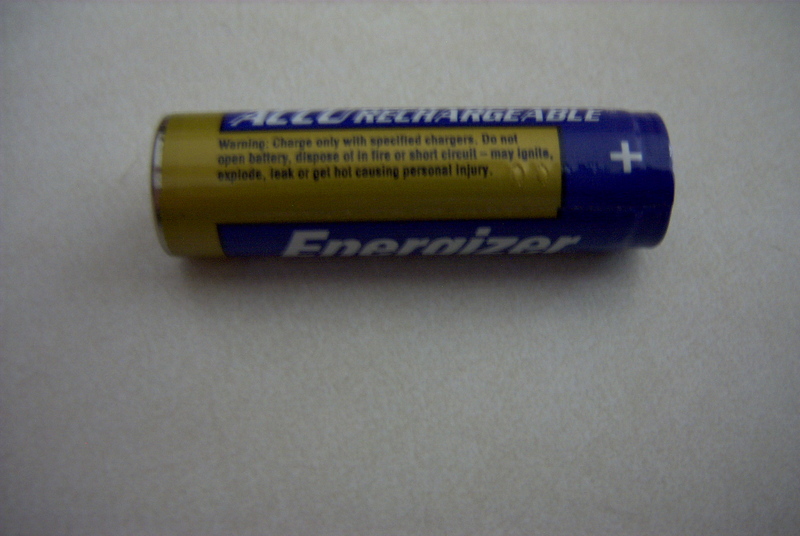 ACCU RECHARGEABLE
Warning: Charge only with specified chargers. Do not
open battery, dispose of in fire or short circuit – may ignite,
explode, leak or get hot causing personal injury.
+
Energizer